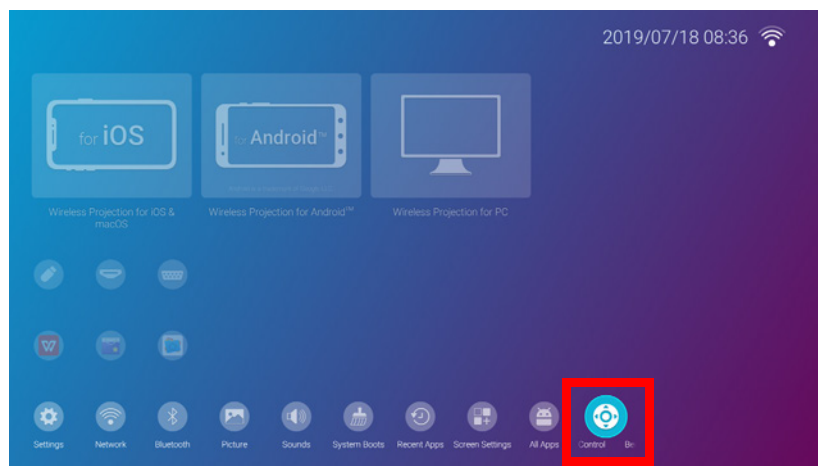 2019/07/18 08:36
for iOS
for Android™
Wireless Projection for iOS &
macOS
Wireless Projection for Android™
Wireless Projection for PC
Settings
Network
Bluetooth
Picture
Sounds
System Boots
Recent Apps
Screen Settings
All Apps
Control Be